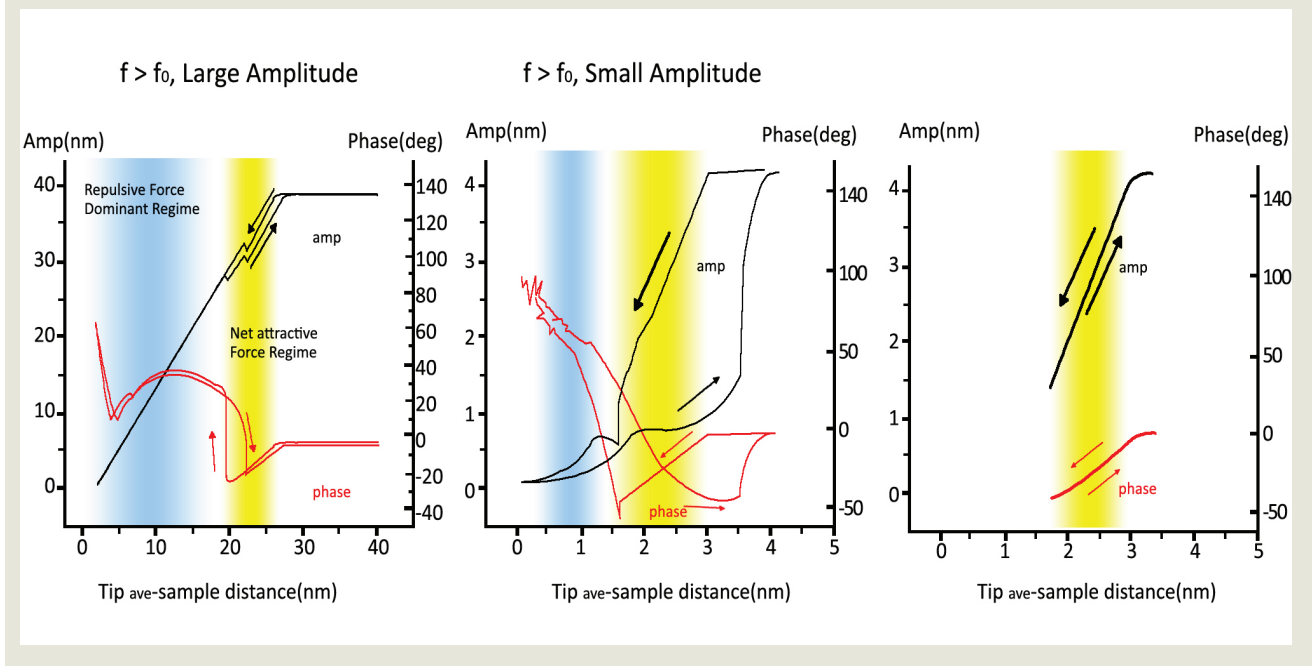 f > f₀, Large Amplitude
Amp(nm)
Phase(deg)
Repulsive Force
Dominant Regime
amp
Net attractive
Force Regime
phase
40
30
20
10
0
140
120
100
80
60
40
20
0
-20
-40
0 10 20 30 40
Tip ave-sample distance(nm)
f > f₀, Small Amplitude
Amp(nm)
Phase(deg)
amp
phase
4
3
2
1
0
140
100
50
0
-50
0 1 2 3 4 5
Tip ave-sample distance(nm)
Amp(nm)
Phase(deg)
amp
phase
4
3
2
1
0
140
100
50
0
-50
0 1 2 3 4 5
Tip ave-sample distance(nm)